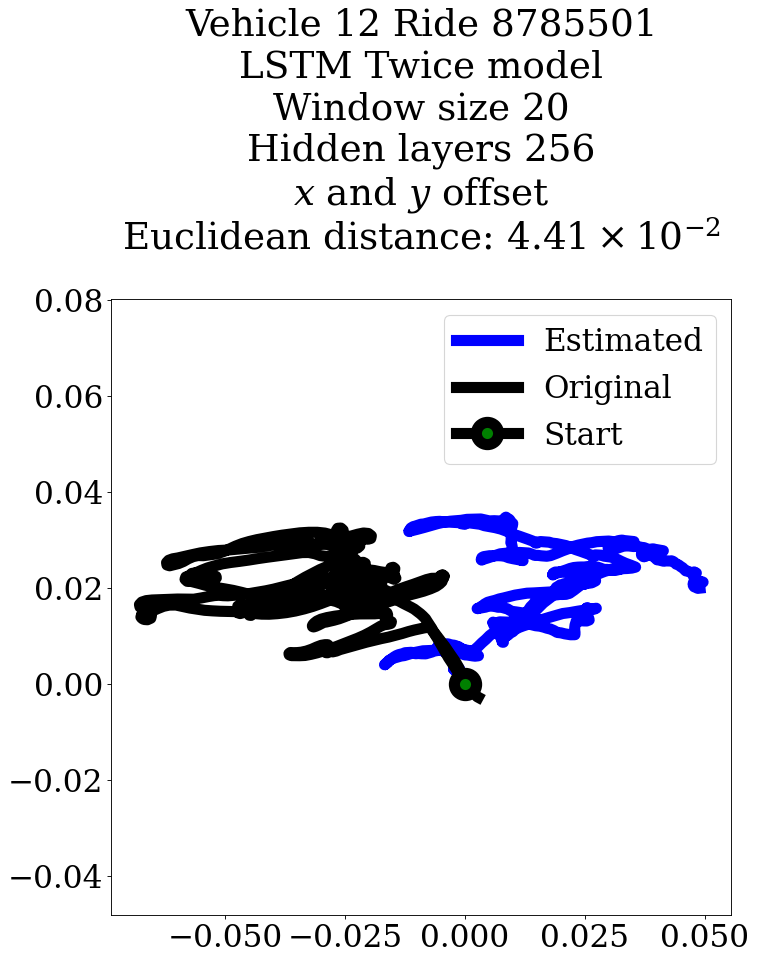 Vehicle 12 Ride 8785501
LSTM Twice model
Window size 20
Hidden layers 256
x and y offset
Euclidean distance: 4.41 × 10⁻²
0.08
Estimated
0.06
Original
Start
0.04
0.02
0.00
−0.02
−0.04
−0.050 −0.025 0.000 0.025 0.050